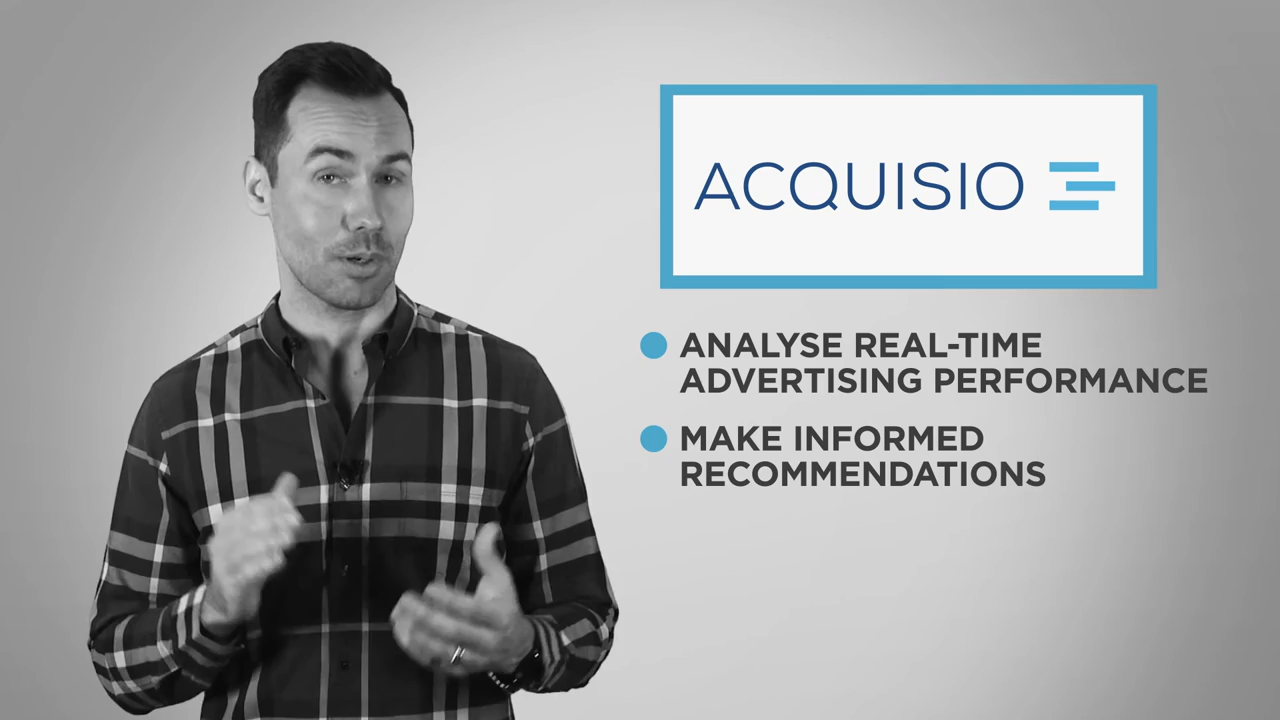 ACQUISIO
ANALYSE REAL-TIME
ADVERTISING PERFORMANCE
MAKE INFORMED
RECOMMENDATIONS